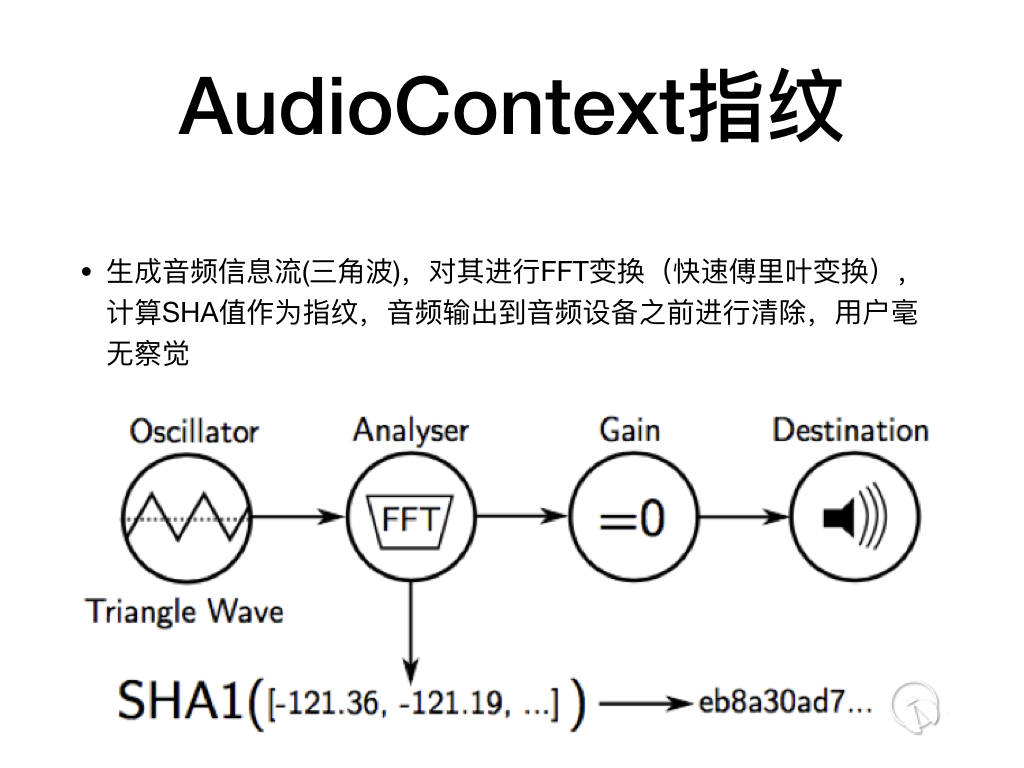 AudioContext指纹
• 生成音频信息流(三角波)，对其进行FFT变换（快速傅里叶变换），
计算SHA值作为指纹，音频输出到音频设备之前进行清除，用户毫
无察觉
Oscillator
Analyser
Gain
Destination
FFT
=0
Triangle Wave
SHA1([-121.36, -121.19, ...])
eb8a30ad7...